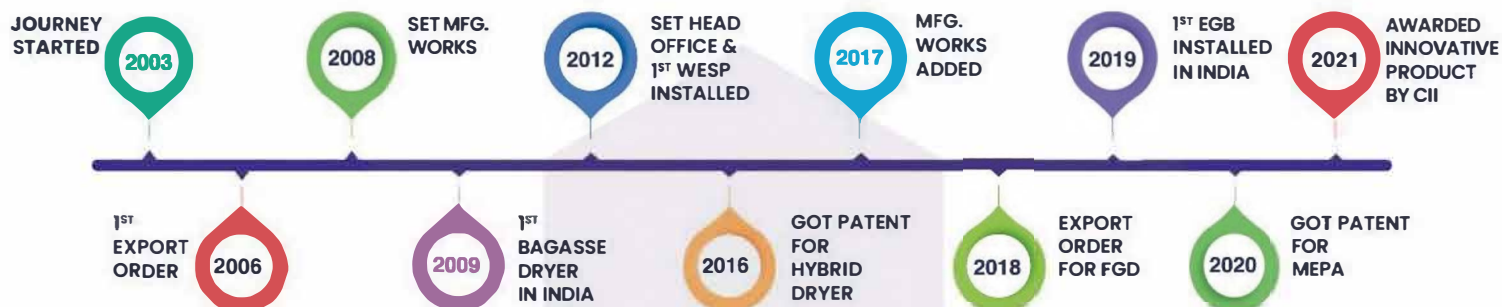 JOURNEY
STARTED
2003
2008
SET MFG.
WORKS
2012
SET HEAD
OFFICE &
1ST WESP
INSTALLED
2017
MFG.
WORKS
ADDED
2019
1ST EGB
INSTALLED
IN INDIA
2021
AWARDED
INNOVATIVE
PRODUCT
BY CII
1ST
EXPORT
ORDER
2006
2009
1ST
BAGASSE
DRYER
IN INDIA
2016
GOT PATENT
FOR
HYBRID
DRYER
2018
EXPORT
ORDER
FOR FGD
2020
GOT PATENT
FOR
MEPA